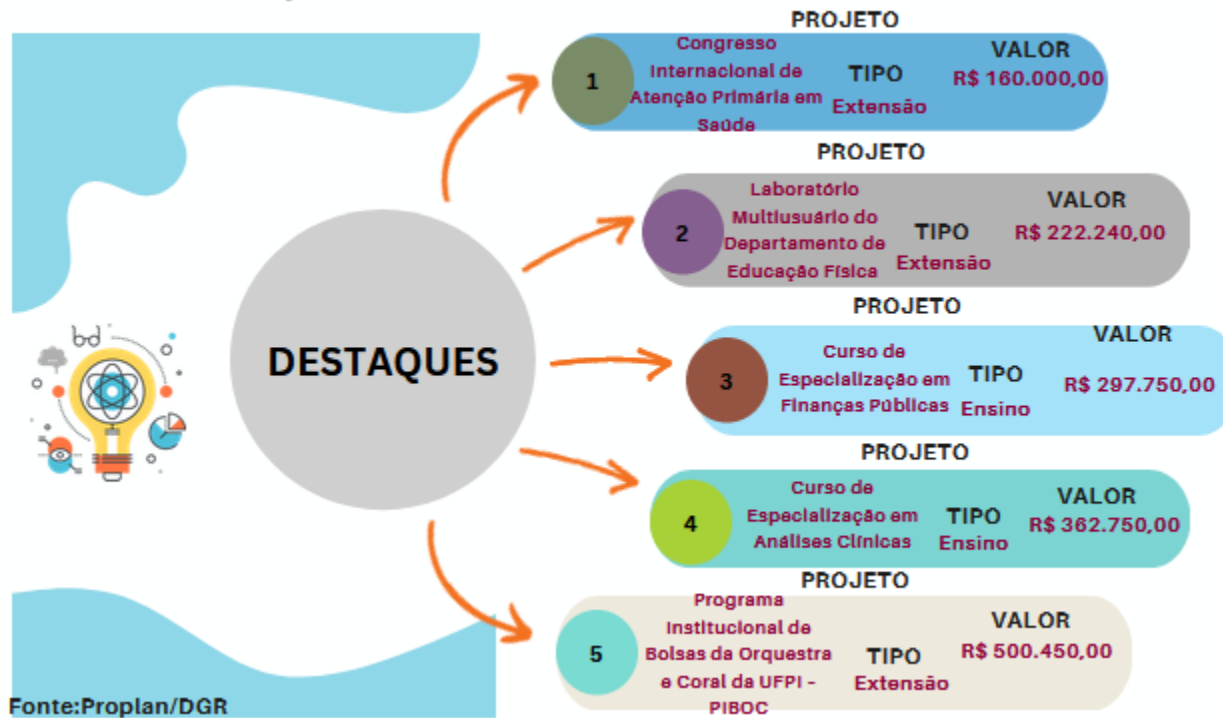 PROJETO
1
Congresso
Internacional de
Atenção Primária em
Saúde
TIPO
Extensão
VALOR
R$ 160.000,00
PROJETO
2
Laboratório
Multiusuário do
Departamento de
Educação Física
TIPO
Extensão
VALOR
R$ 222.240,00
DESTAQUES
PROJETO
3
Curso de
Especialização em
Finanças Públicas
TIPO
Ensino
VALOR
R$ 297.750,00
PROJETO
4
Curso de
Especialização em
Análises Clínicas
TIPO
Ensino
VALOR
R$ 362.750,00
PROJETO
5
Programa
Institucional de
Bolsas da Orquestra
e Coral da UFPI -
PIBOC
TIPO
Extensão
VALOR
R$ 500.450,00
Fonte:Proplan/DGR